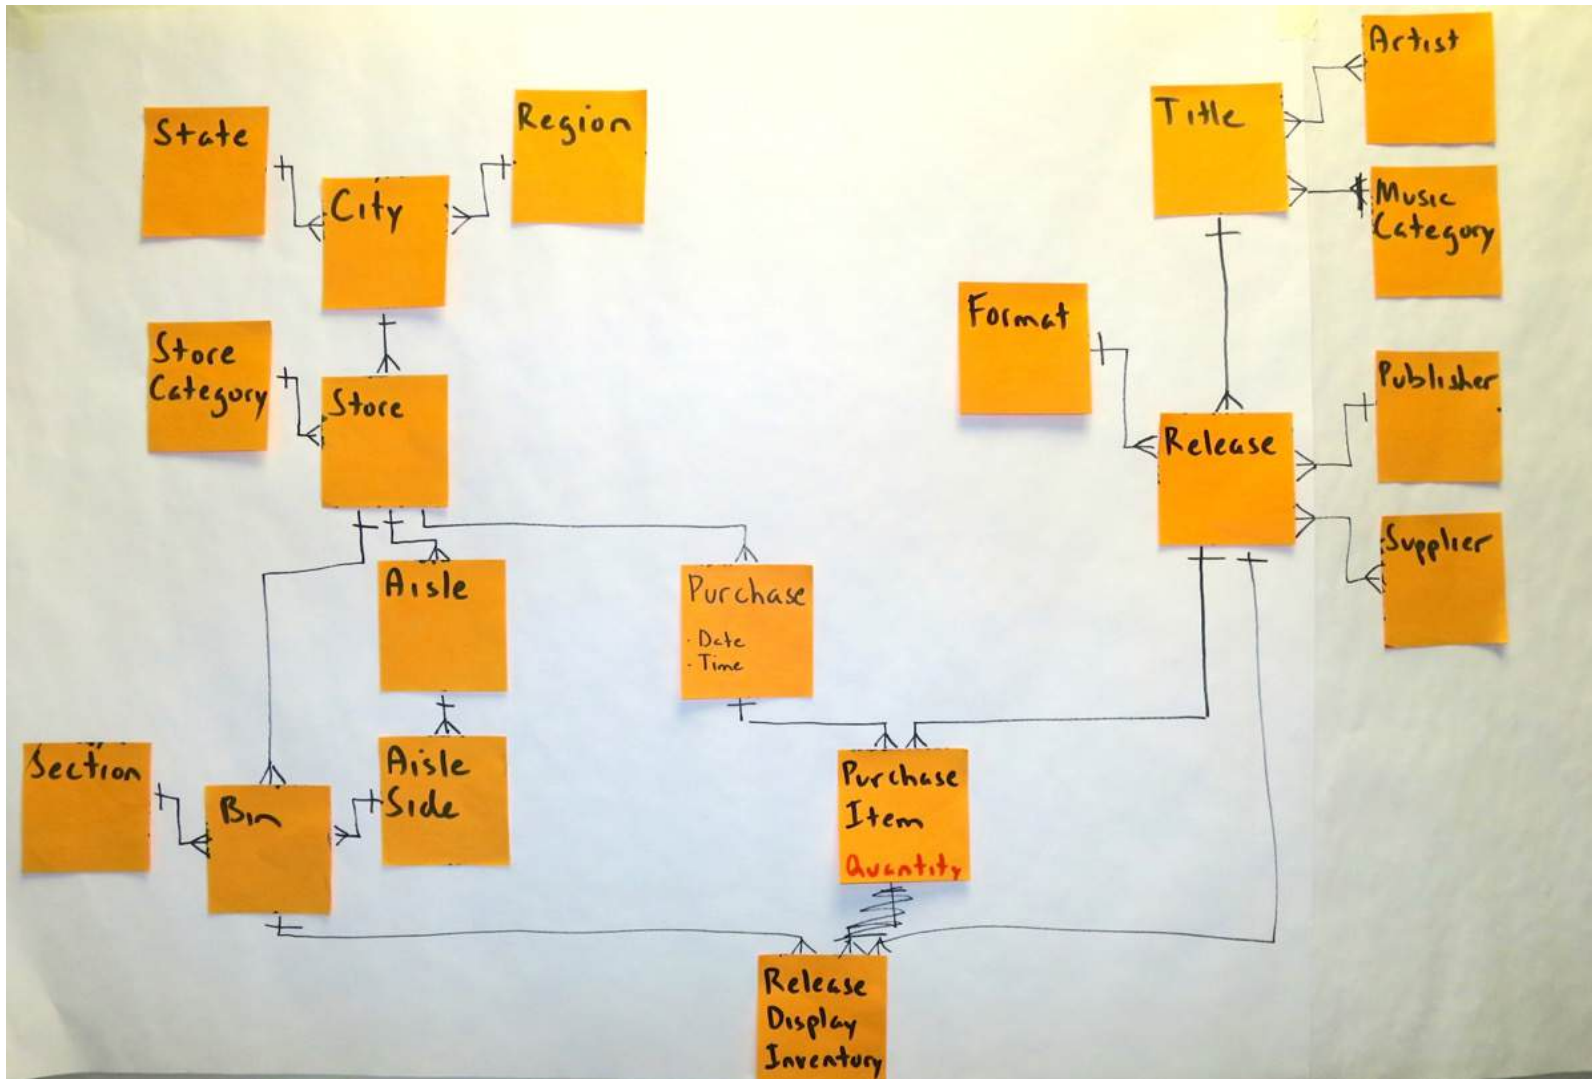 Artist
Title
State
Region
Music
Category
City
Format
Store
Category
Store
Publisher
Release
Supplier
Aisle
Purchase
· Date
· Time
Section
Bin
Aisle
Side
Purchase
Item
Quantity
Release
Display
Inventory